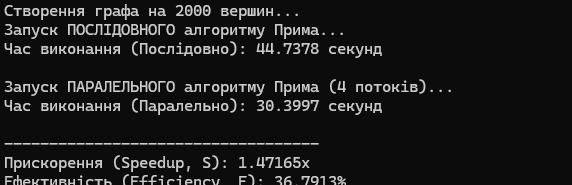 Створення графа на 2000 вершин...
Запуск ПОСЛІДОВНОГО алгоритму Прима...
Час виконання (Послідовно): 44.7378 секунд

Запуск ПАРАЛЕЛЬНОГО алгоритму Прима (4 потоків)...
Час виконання (Паралельно): 30.3997 секунд

-----------------------------------
Прискорення (Speedup, S): 1.47165x
Ефективність (Efficiency, E): 36.7913%